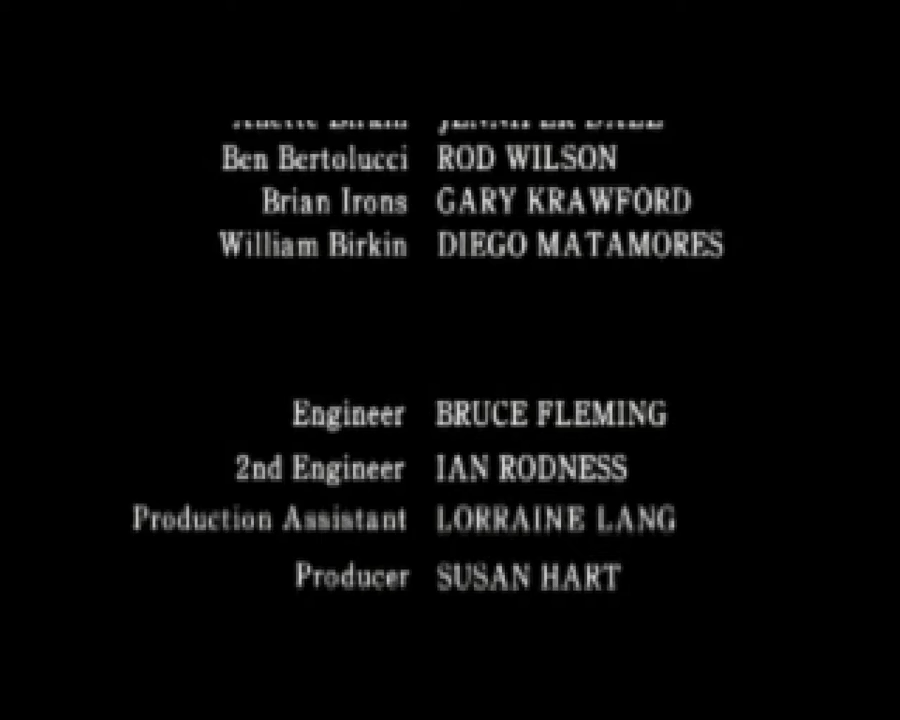 Ben Bertolucci ROD WILSON
Brian Irons GARY KRAWFORD
William Birkin DIEGO MATAMORES
Engineer BRUCE FLEMING
2nd Engineer IAN RODNESS
Production Assistant LORRAINE LANG
Producer SUSAN HART